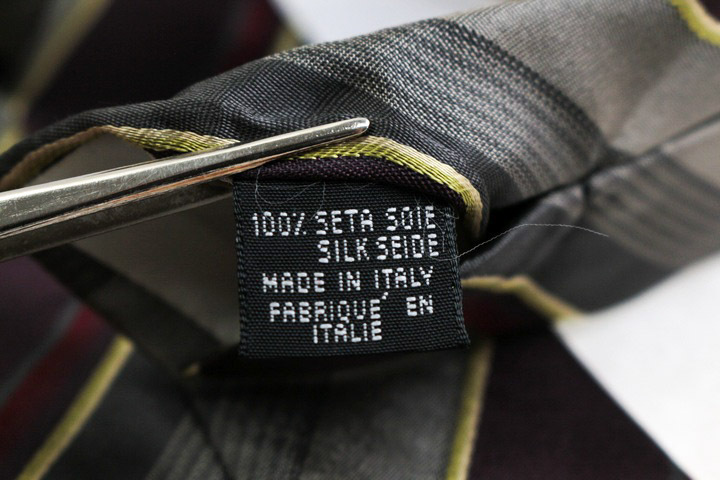 100% SETA SOIE
SILK SEIDE
MADE IN ITALY
FABRIQUÉ EN
ITALIE